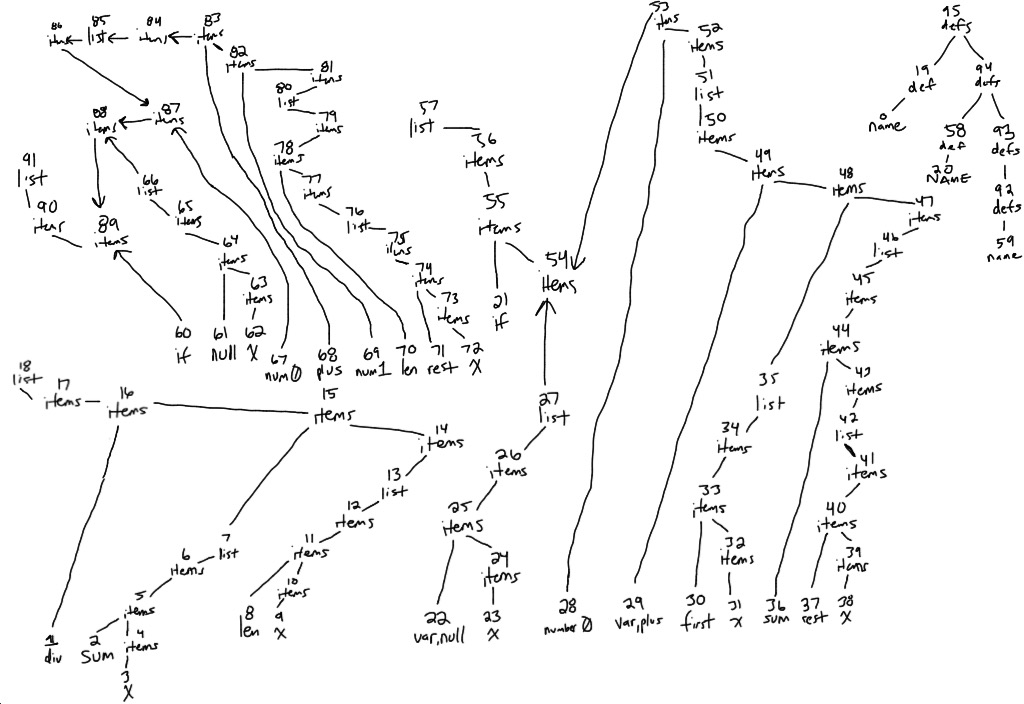 86 items
85 list
84 items
83 items
82 items
81 items
80 list
79 items
78 items
77 items
76 list
75 items
74 items
73 items
88 items
87 items
91 list
90 items
89 items
66 list
65 items
64 items
63 items
60 if
61 null
62 X
67 num0
68 plus
69 num1
70 len
71 rest
72 X
57 list
56 items
55 items
54 items
21 if
53 items
52 items
51 list
50 items
49 items
48 items
47 items
46 list
45 items
44 items
43 items
42 list
41 items
40 items
39 items
95 defs
19 def
94 defs
0 name
58 def
20 NAME
93 defs
92 defs
59 name
18 list
17 items
16 items
15 items
14 items
13 list
12 items
11 items
10 items
7 list
6 items
5 items
4 items
1 div
2 Sum
3 X
8 len
9 X
27 list
26 items
25 items
24 items
22 var,null
23 X
28 number 0
35 list
34 items
33 items
32 items
29 var,plus
30 first
31 X
36 sum
37 rest
38 X